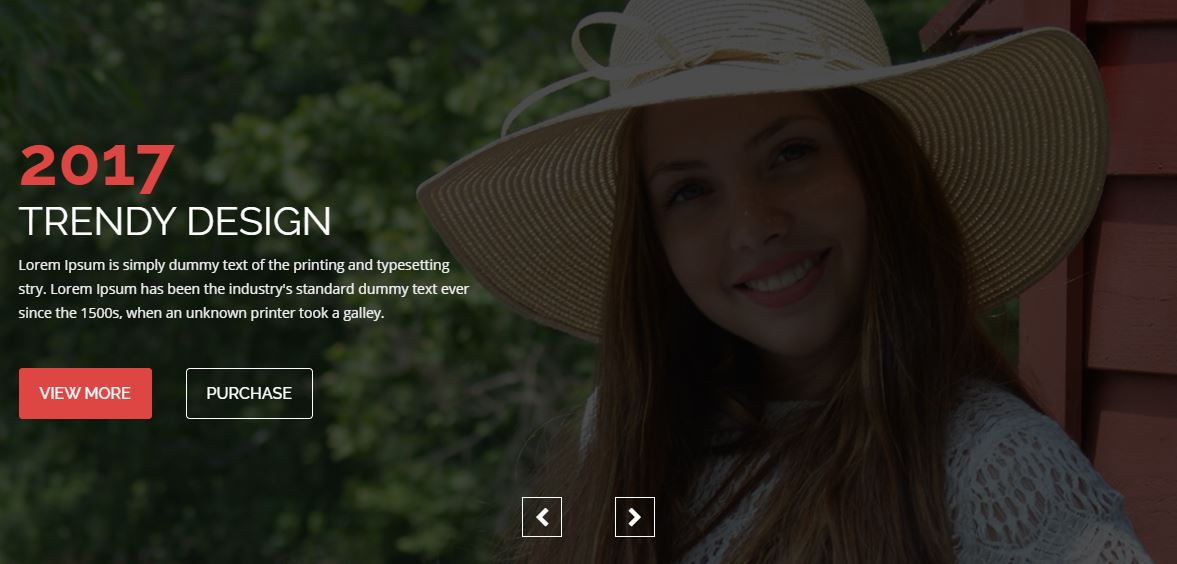 2017
TRENDY DESIGN
Lorem Ipsum is simply dummy text of the printing and typesetting
stry. Lorem Ipsum has been the industry's standard dummy text ever
since the 1500s, when an unknown printer took a galley.
VIEW MORE
PURCHASE